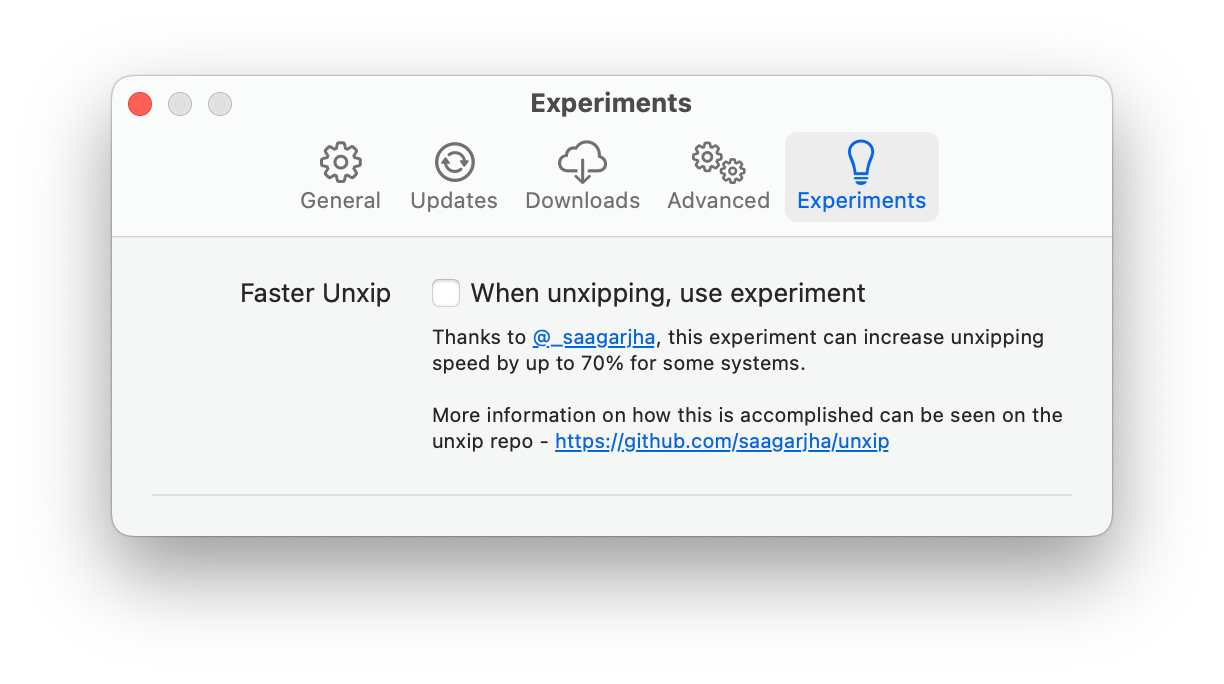 Experiments
General
Updates
Downloads
Advanced
Experiments
Faster Unxip
When unxipping, use experiment
Thanks to @_saagarjha, this experiment can increase unxipping
speed by up to 70% for some systems.
More information on how this is accomplished can be seen on the
unxip repo - https://github.com/saagarjha/unxip